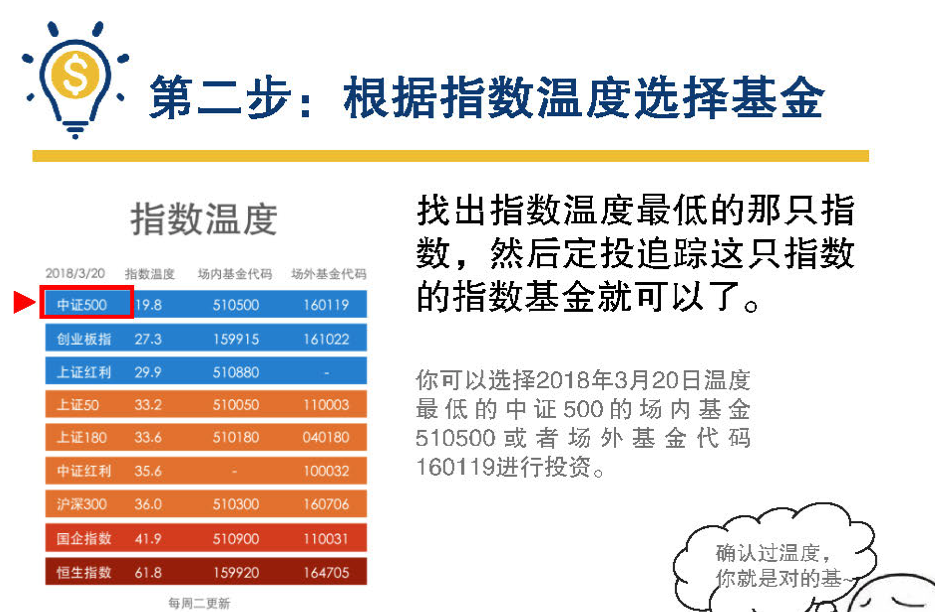 $
第二步：根据指数温度选择基金
指数温度
2018/3/20 指数温度 场内基金代码 场外基金代码
中证500 19.8 510500 160119
创业板指 27.3 159915 161022
上证红利 29.9 510880 -
上证50 33.2 510050 110003
上证180 33.6 510180 040180
中证红利 35.6 - 100032
沪深300 36.0 510300 160706
国企指数 41.9 510900 110031
恒生指数 61.8 159920 164705
每周二更新
找出指数温度最低的那只指
数，然后定投追踪这只指数
的指数基金就可以了。
你可以选择2018年3月20日温度
最低的中证500的场内基金
510500或者场外基金代码
160119进行投资。
确认过温度，
你就是对的基~